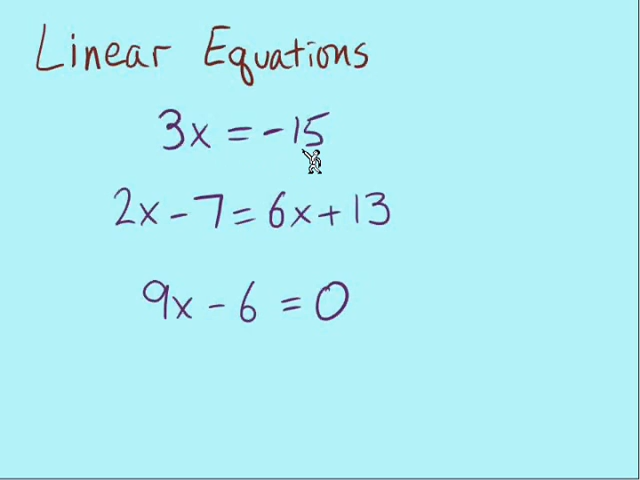 Linear Equations
3x = -15
2x - 7 = 6x + 13
9x - 6 = 0